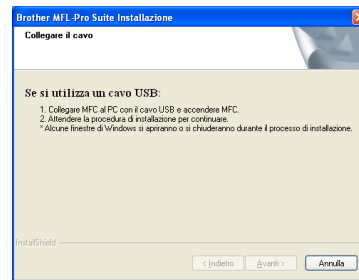 Brother MFL-Pro Suite Installazione
Collegare il cavo
Se si utilizza un cavo USB:
1. Collegare MFC al PC con il cavo USB e accendere MFC.
2. Attendere la procedura di installazione per continuare.
* Alcune finestre di Windows si apriranno o si chiuderanno durante il processo di installazione.
InstallShield
< Indietro Avanti > Annulla